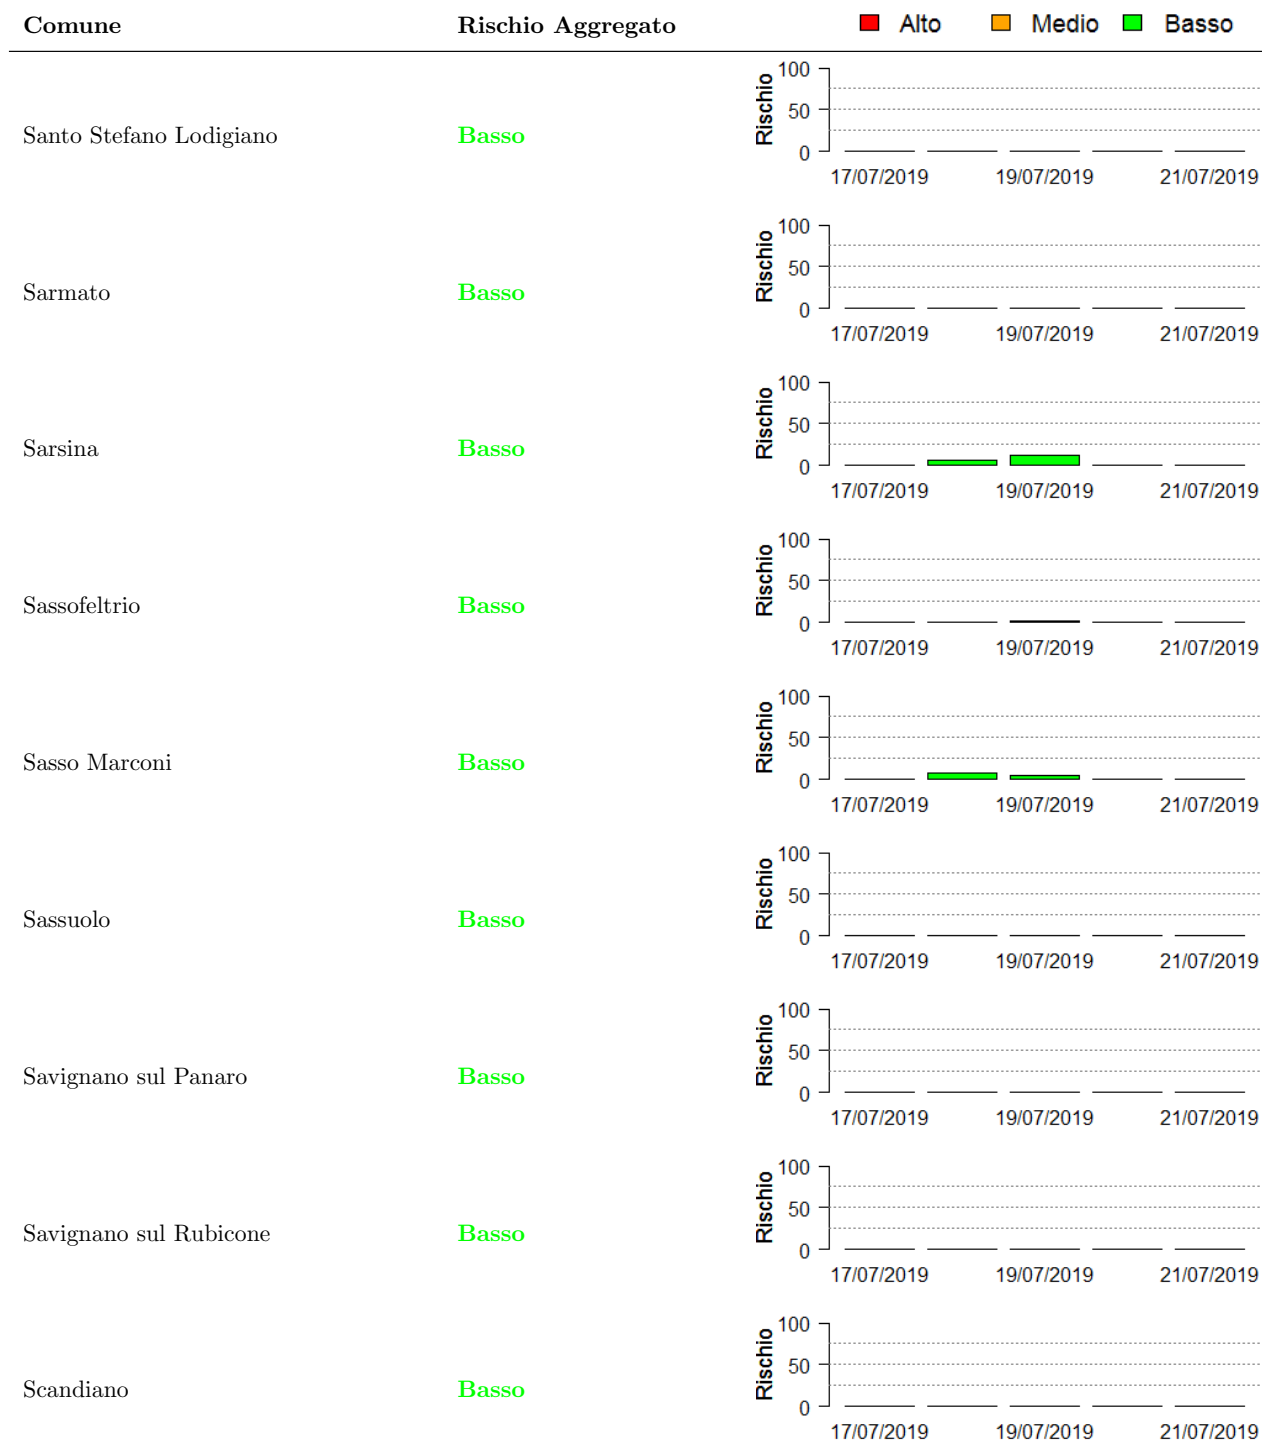 Comune Rischio Aggregato Alto Medio Basso
Santo Stefano Lodigiano Basso Rischio 100 50 0
17/07/2019 19/07/2019 21/07/2019
Sarmato Basso Rischio 100 50 0
17/07/2019 19/07/2019 21/07/2019
Sarsina Basso Rischio 100 50 0
17/07/2019 19/07/2019 21/07/2019
Sassofeltrio Basso Rischio 100 50 0
17/07/2019 19/07/2019 21/07/2019
Sasso Marconi Basso Rischio 100 50 0
17/07/2019 19/07/2019 21/07/2019
Sassuolo Basso Rischio 100 50 0
17/07/2019 19/07/2019 21/07/2019
Savignano sul Panaro Basso Rischio 100 50 0
17/07/2019 19/07/2019 21/07/2019
Savignano sul Rubicone Basso Rischio 100 50 0
17/07/2019 19/07/2019 21/07/2019
Scandiano Basso Rischio 100 50 0
17/07/2019 19/07/2019 21/07/2019